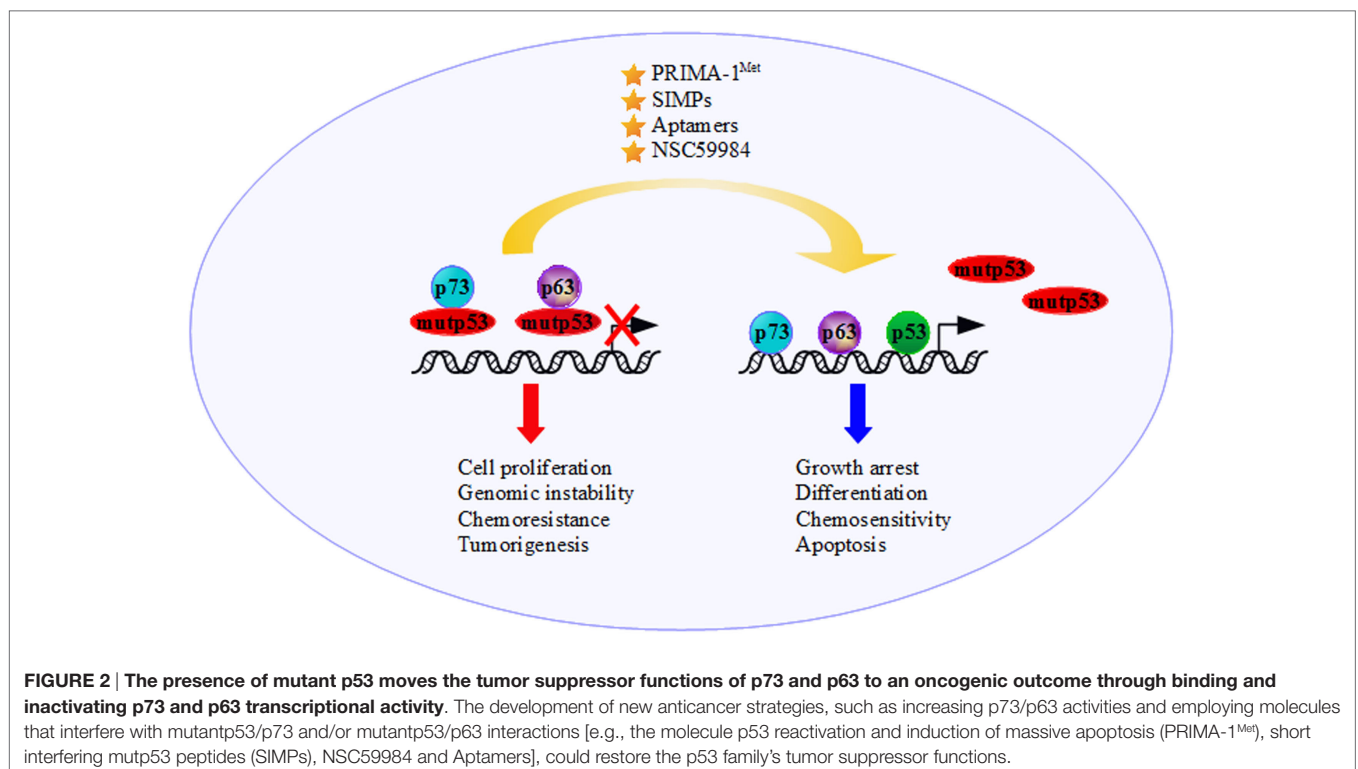 PRIMA-1Met
SIMPs
Aptamers
NSC59984
p73
p63
mutp53
mutp53
mutp53
mutp53
p73
p63
p53
Cell proliferation
Genomic instability
Chemoresistance
Tumorigenesis
Growth arrest
Differentiation
Chemosensitivity
Apoptosis
FIGURE 2 | The presence of mutant p53 moves the tumor suppressor functions of p73 and p63 to an oncogenic outcome through binding and
inactivating p73 and p63 transcriptional activity. The development of new anticancer strategies, such as increasing p73/p63 activities and employing molecules
that interfere with mutantp53/p73 and/or mutantp53/p63 interactions [e.g., the molecule p53 reactivation and induction of massive apoptosis (PRIMA-1Met), short
interfering mutp53 peptides (SIMPs), NSC59984 and Aptamers], could restore the p53 family's tumor suppressor functions.